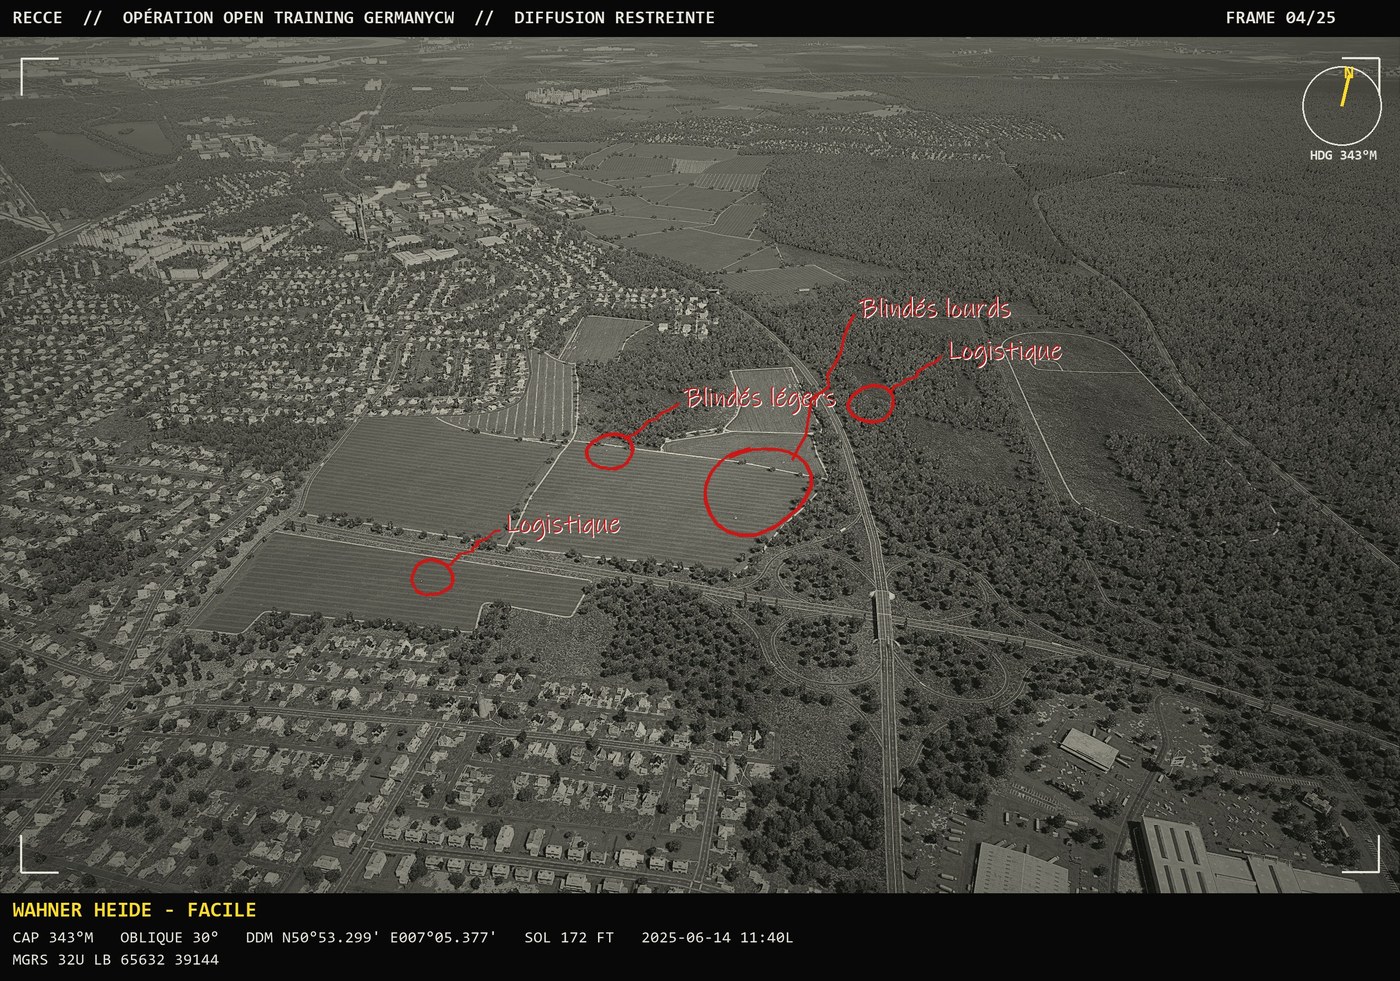 RECCE // OPÉRATION OPEN TRAINING GERMANYCW // DIFFUSION RESTREINTE
FRAME 04/25
N
HDG 343°M
Blindés lourds
Logistique
Blindés légers
Logistique
WAHNER HEIDE - FACILE
CAP 343°M OBLIQUE 30° DDM N50°53.299' E007°05.377' SOL 172 FT 2025-06-14 11:40L
MGRS 32U LB 65632 39144